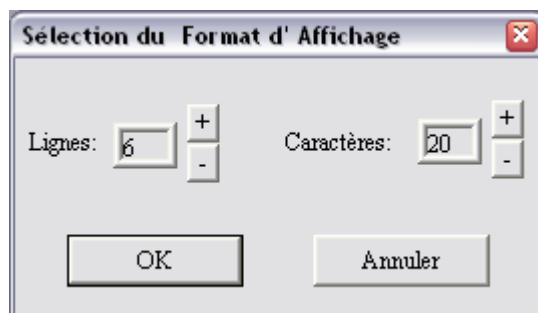 Sélection du Format d' Affichage
Lignes: 6 + - Caractères: 20 + -
OK Annuler